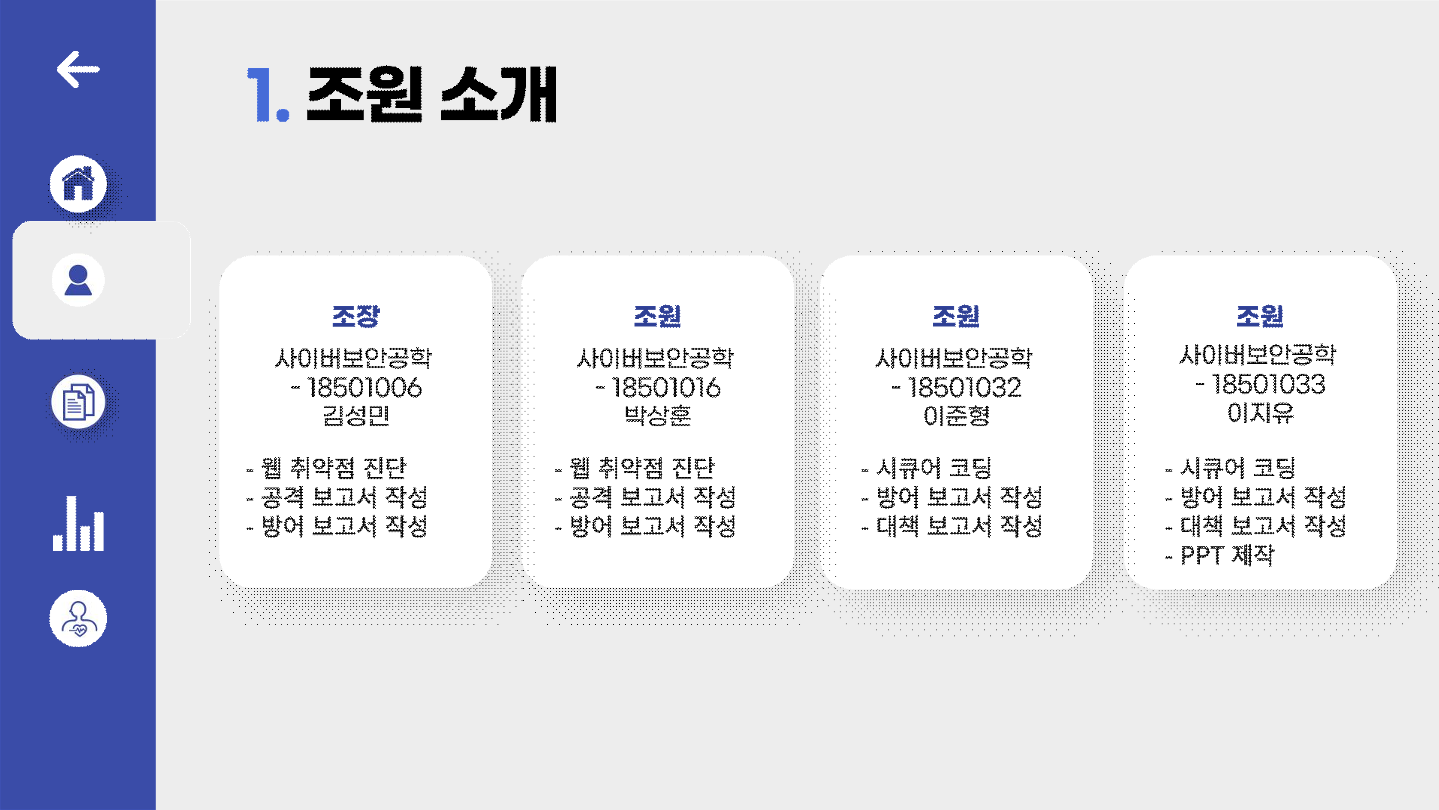 1. 조원 소개
조장
사이버보안공학
- 18501006
김성민
- 웹 취약점 진단
- 공격 보고서 작성
- 방어 보고서 작성
조원
사이버보안공학
- 18501016
박상훈
- 웹 취약점 진단
- 공격 보고서 작성
- 방어 보고서 작성
조원
사이버보안공학
- 18501032
이준형
- 시큐어 코딩
- 방어 보고서 작성
- 대책 보고서 작성
조원
사이버보안공학
- 18501033
이지유
- 시큐어 코딩
- 방어 보고서 작성
- 대책 보고서 작성
- PPT 제작